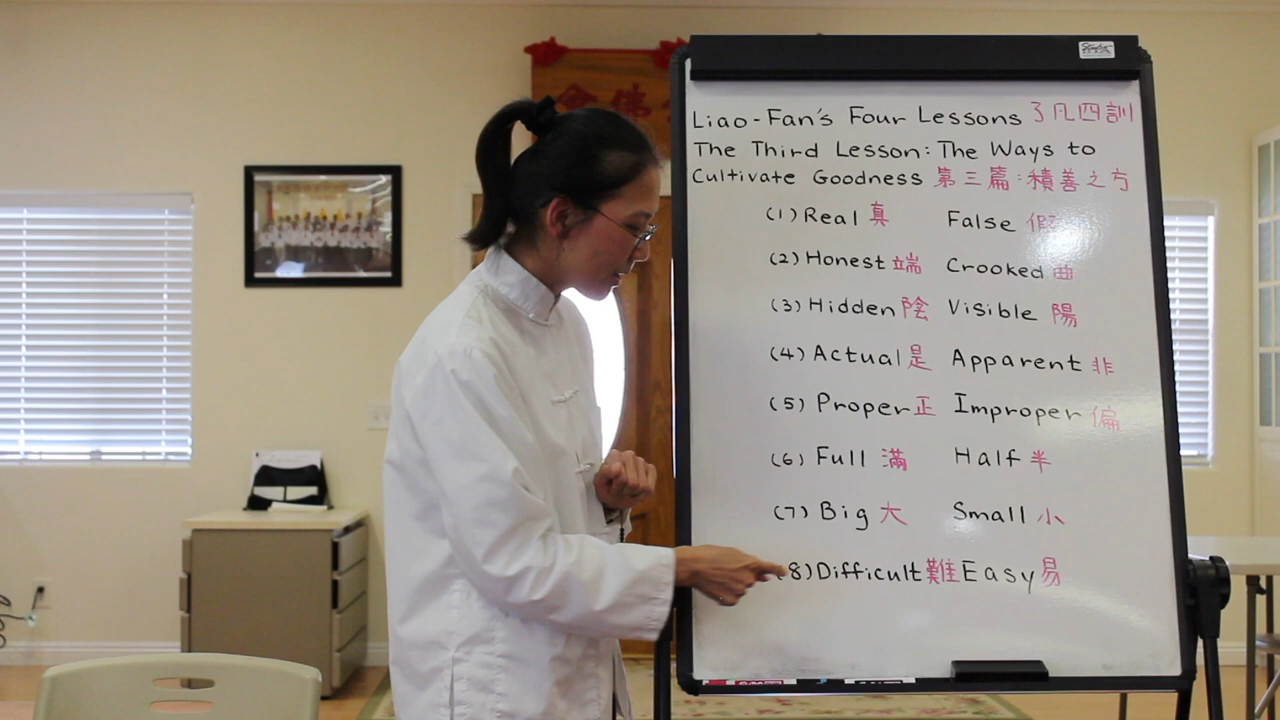 會佛
Liao-Fan's Four Lessons 了凡四訓
The Third Lesson: The Ways to
Cultivate Goodness 第三篇:積善之方
(1) Real 真 False 假
(2) Honest 端 Crooked 曲
(3) Hidden 陰 Visible 陽
(4) Actual 是 Apparent 非
(5) Proper 正 Improper 偏
(6) Full 滿 Half 半
(7) Big 大 Small 小
(8) Difficult 難 Easy 易